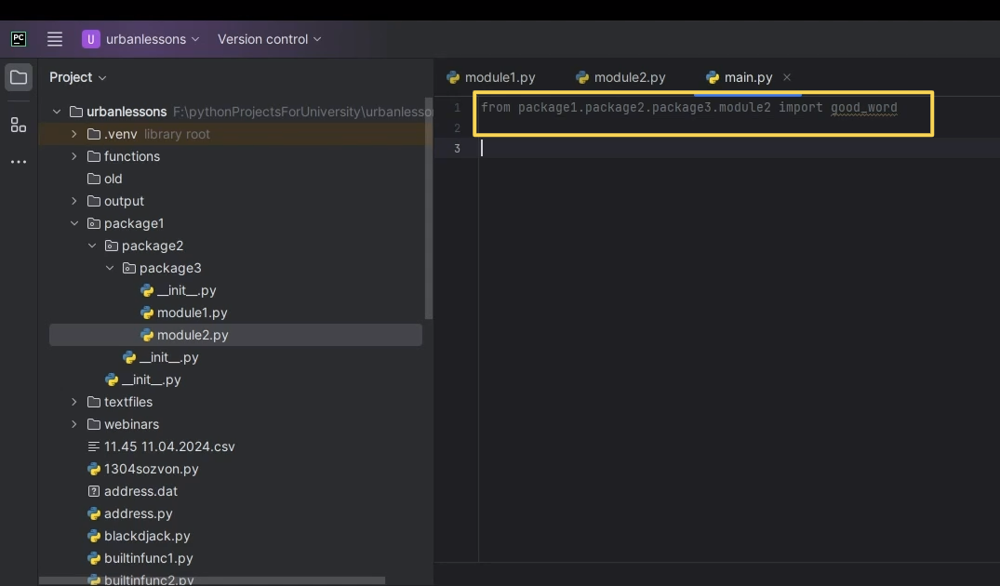 PC U urbanlessons Version control
Project
module1.py module2.py main.py
urbanlessons F:\pythonProjectsForUniversity\urbanlesso
.venv library root
functions
old
output
package1
package2
package3
__init__.py
module1.py
module2.py
__init__.py
__init__.py
textfiles
webinars
11.45 11.04.2024.csv
1304sozvon.py
address.dat
address.py
blackdjack.py
builtinfunc1.py
builtinfunc2.py
1 from package1.package2.package3.module2 import good_word
2
3